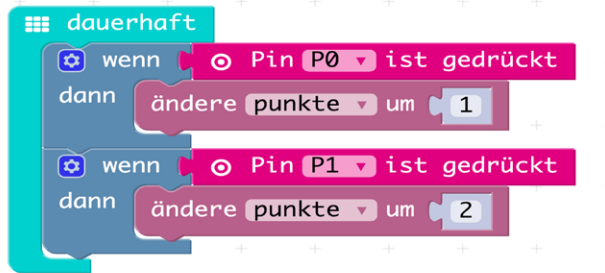 dauerhaft
wenn Pin P0 ist gedrückt
dann ändere punkte um 1
wenn Pin P1 ist gedrückt
dann ändere punkte um 2